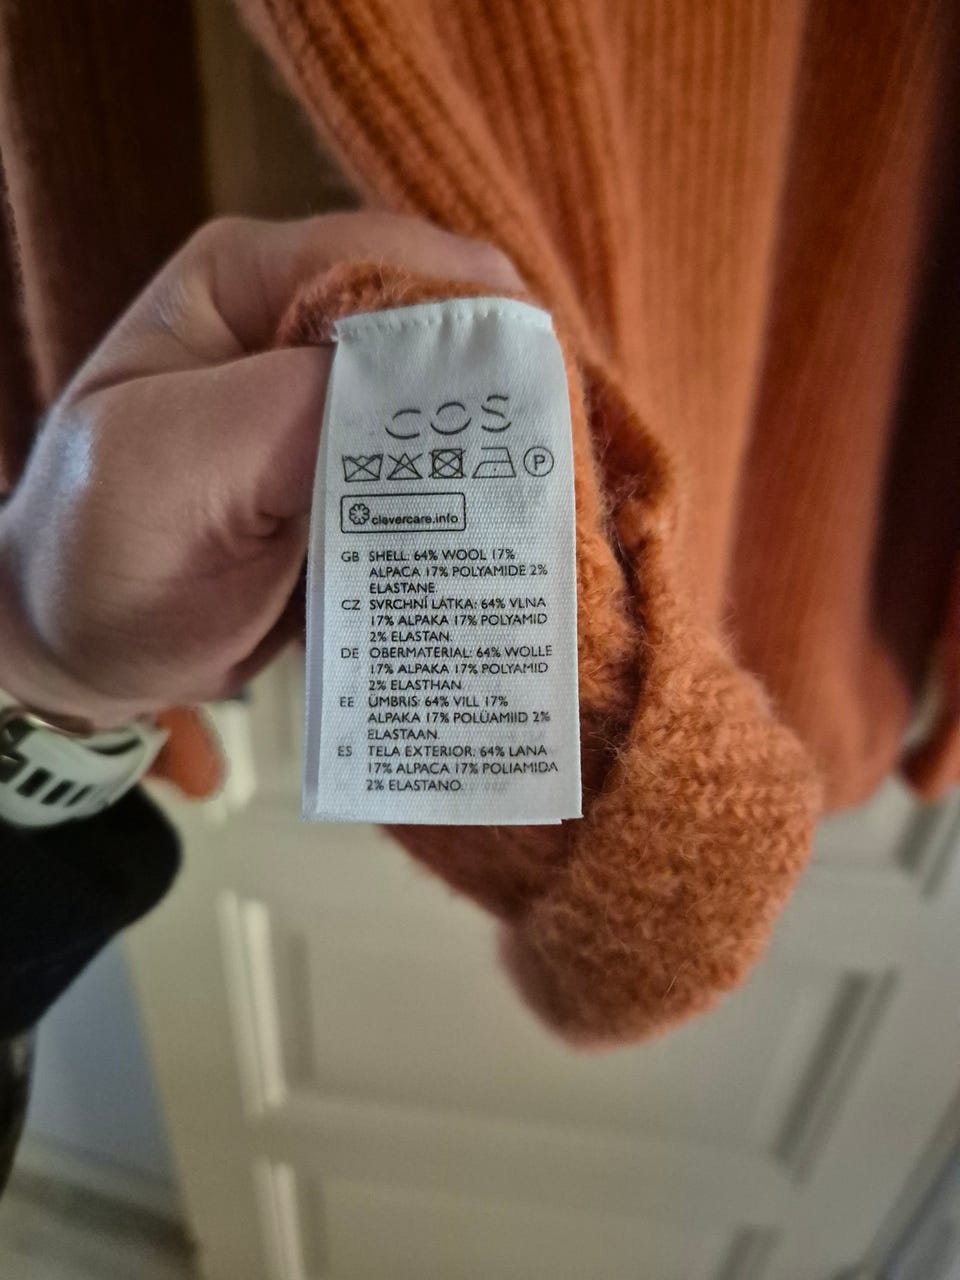 COS
P
clevercare.info
GB SHELL: 64% WOOL 17%
ALPACA 17% POLYAMIDE 2%
ELASTANE.
CZ SVRCHNÍ LÁTKA: 64% VLNA
17% ALPAKA 17% POLYAMID
2% ELASTAN.
DE OBERMATERIAL: 64% WOLLE
17% ALPAKA 17% POLYAMID
2% ELASTHAN.
EE ÜMBRIS: 64% VILL 17%
ALPAKA 17% POLÜAMIID 2%
ELASTAAN.
ES TELA EXTERIOR: 64% LANA
17% ALPACA 17% POLIAMIDA
2% ELASTANO.